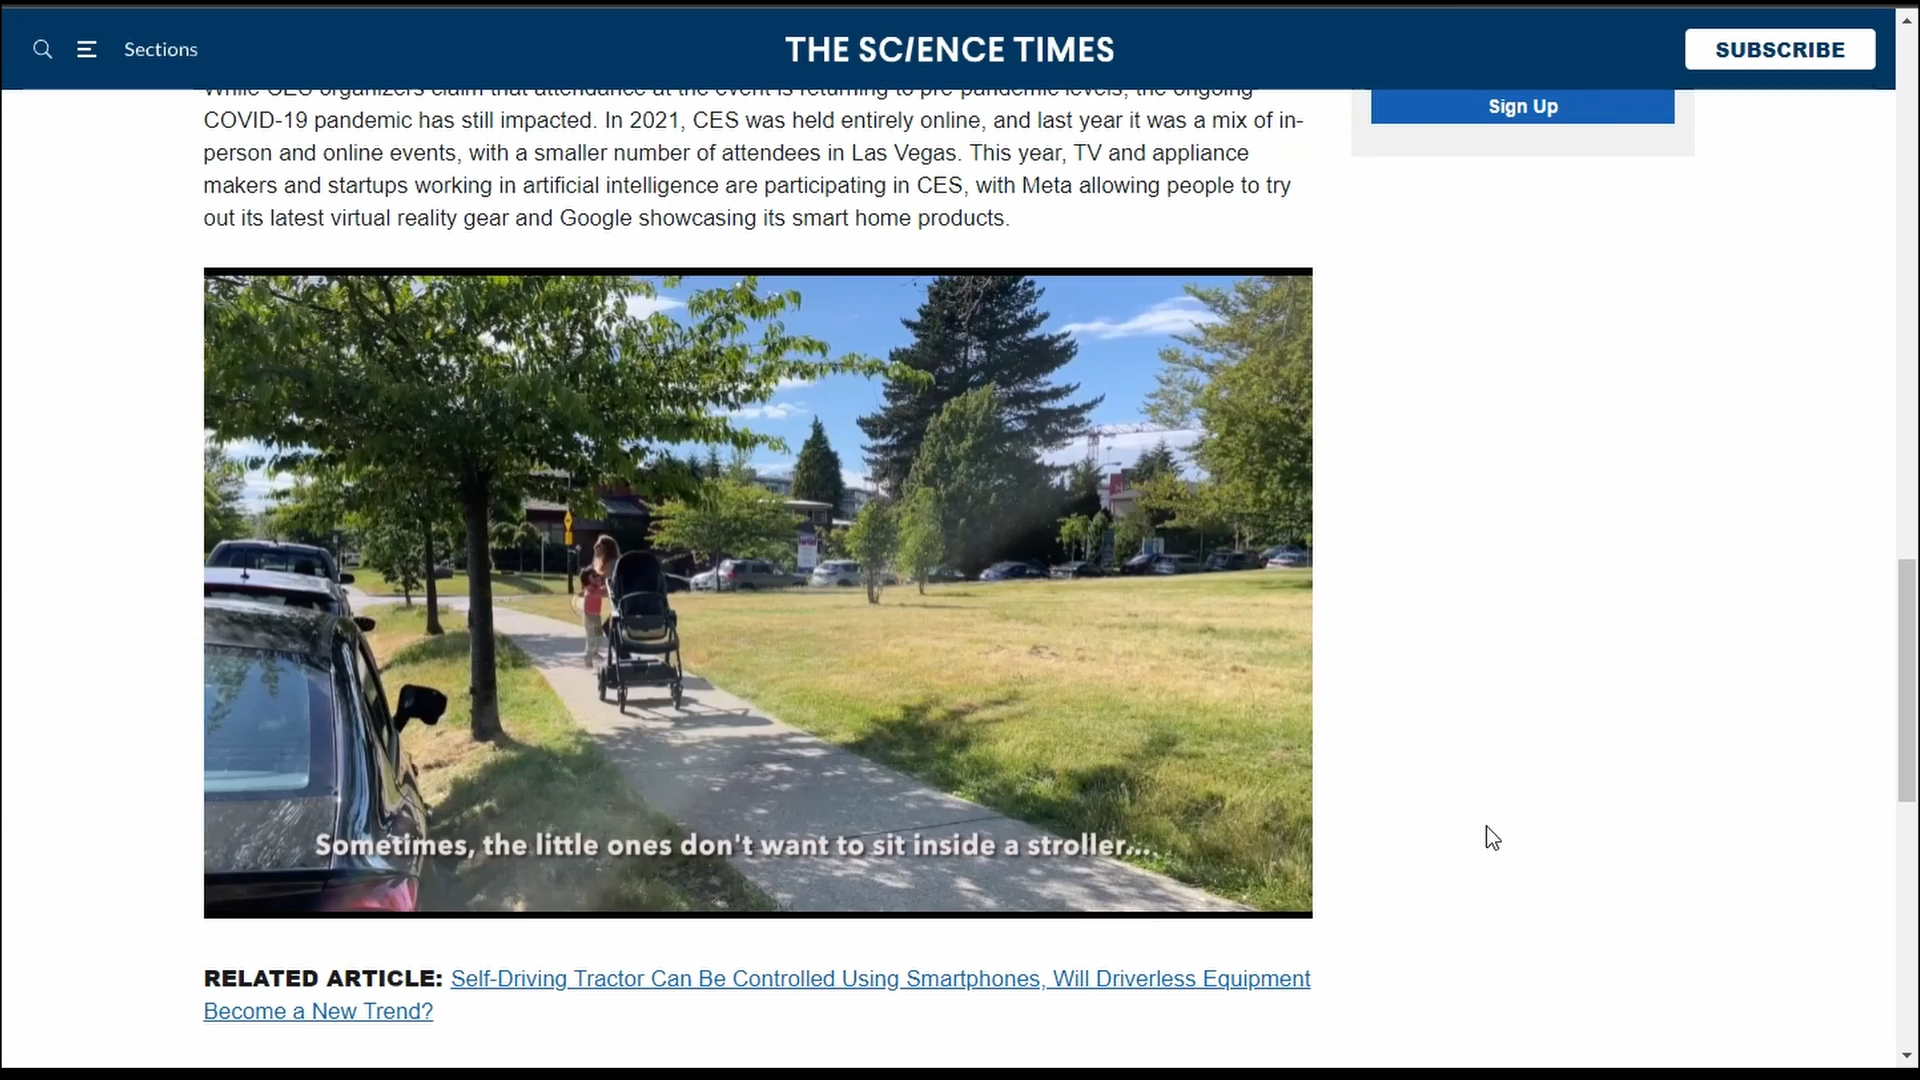 Sections
THE SCIENCE TIMES
SUBSCRIBE
While CES organizers claim that attendance at the event is returning to pre-pandemic levels, the ongoing
COVID-19 pandemic has still impacted. In 2021, CES was held entirely online, and last year it was a mix of in-
person and online events, with a smaller number of attendees in Las Vegas. This year, TV and appliance
makers and startups working in artificial intelligence are participating in CES, with Meta allowing people to try
out its latest virtual reality gear and Google showcasing its smart home products.
Sign Up
Sometimes, the little ones don't want to sit inside a stroller...
RELATED ARTICLE: Self-Driving Tractor Can Be Controlled Using Smartphones, Will Driverless Equipment
Become a New Trend?